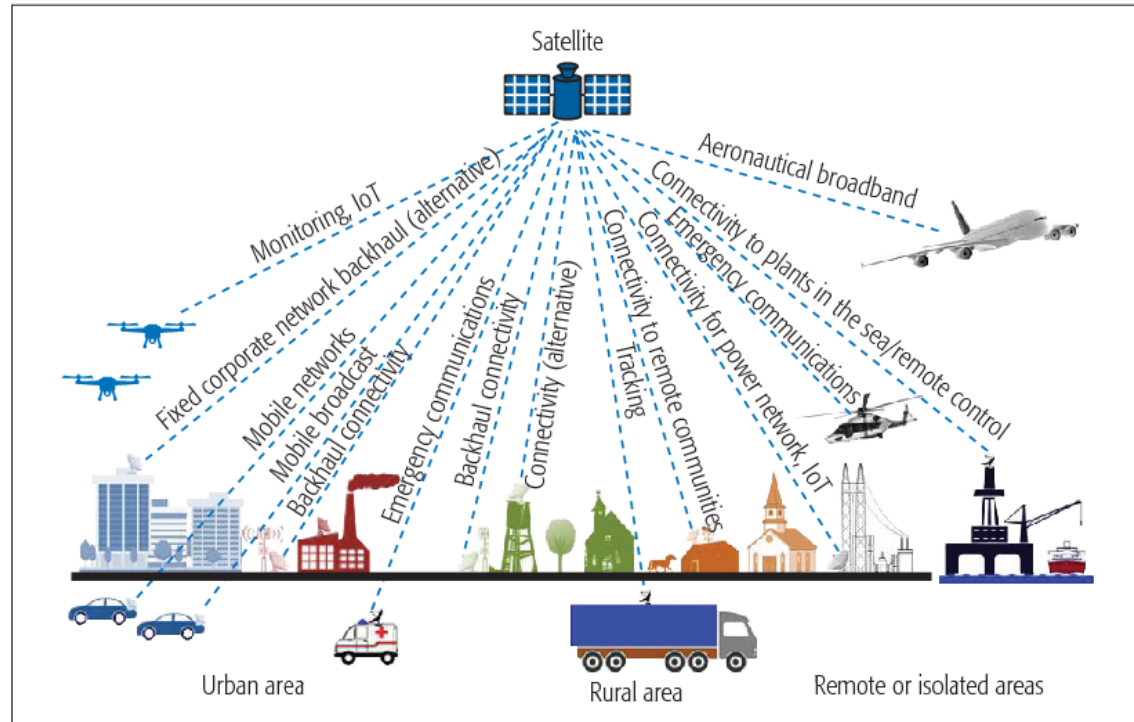 Satellite
Aeronautical broadband
Monitoring, IoT
Fixed corporate network backhaul (alternative)
Mobile networks
Mobile broadcast
Backhaul connectivity
Emergency communications
Backhaul connectivity
Connectivity (alternative)
Tracking
Connectivity to remote communities
Connectivity for power network IoT
Emergency communications
Connectivity to plants in the sea/remote control
Urban area
Rural area
Remote or isolated areas